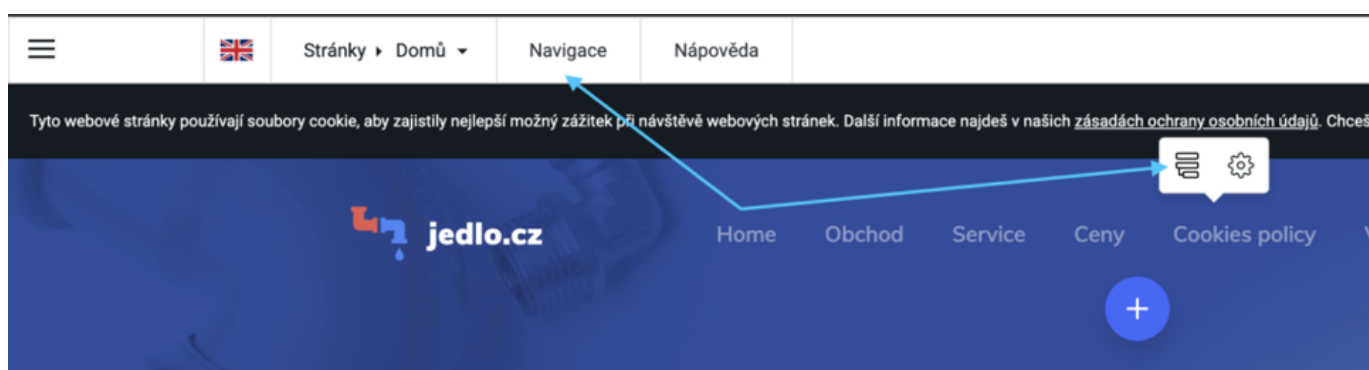 Stránky Domů Navigace Nápověda
Tyto webové stránky používají soubory cookie, aby zajistily nejlepší možný zážitek při návštěvě webových stránek. Další informace najdeš v našich zásadách ochrany osobních údajů. Chceš
jedlo.cz Home Obchod Service Ceny Cookies policy